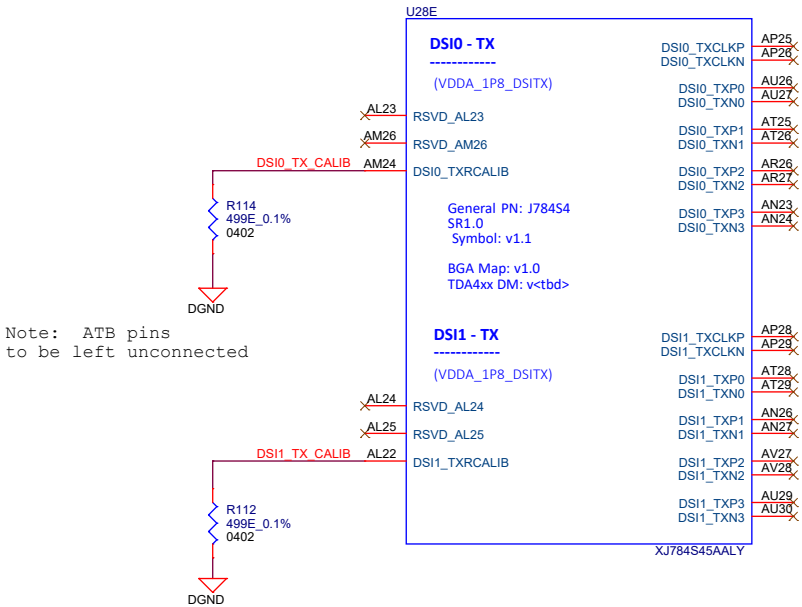 U28E
DSI0 - TX
------------
(VDDA_1P8_DSITX)
AL23
RSVD_AL23
AM26
RSVD_AM26
DSI0_TX_CALIB
AM24
DSI0_TXRCALIB
R114
499E_0.1%
0402
DGND
General PN: J784S4
SR1.0
Symbol: v1.1
BGA Map: v1.0
TDA4xx DM: v<tbd>
DSI0_TXCLKP
AP25
DSI0_TXCLKN
AP26
DSI0_TXP0
AU26
DSI0_TXN0
AU27
DSI0_TXP1
AT25
DSI0_TXN1
AT26
DSI0_TXP2
AR26
DSI0_TXN2
AR27
DSI0_TXP3
AN23
DSI0_TXN3
AN24
Note: ATB pins
to be left unconnected
DSI1 - TX
------------
(VDDA_1P8_DSITX)
AL24
RSVD_AL24
AL25
RSVD_AL25
DSI1_TX_CALIB
AL22
DSI1_TXRCALIB
R112
499E_0.1%
0402
DGND
DSI1_TXCLKP
AP28
DSI1_TXCLKN
AP29
DSI1_TXP0
AT28
DSI1_TXN0
AT29
DSI1_TXP1
AN26
DSI1_TXN1
AN27
DSI1_TXP2
AV27
DSI1_TXN2
AV28
DSI1_TXP3
AU29
DSI1_TXN3
AU30
XJ784S45AALY